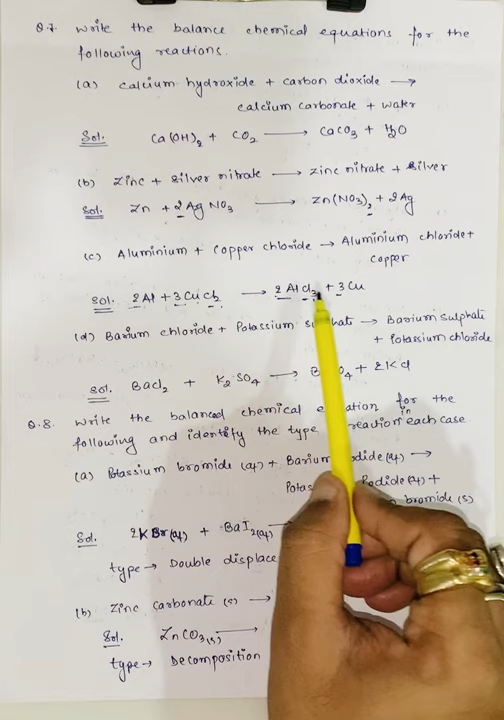 Q.7 Write the balance chemical equations for the
following reactions.
(a) calcium hydroxide + carbon dioxide →
calcium carbonate + water
Sol. Ca(OH)₂ + CO₂ → CaCO₃ + H₂O
(b) Zinc + Silver nitrate → zinc nitrate + silver
Sol. Zn + 2AgNO₃ → Zn(NO₃)₂ + 2Ag
(c) Aluminium + Copper chloride → Aluminium chloride +
Copper
Sol. 2Al + 3CuCl₂ → 2AlCl₃ + 3Cu
(d) Barium chloride + Potassium → Barium Sulphate
+ Potassium chloride
Sol. BaCl₂ + K₂SO₄ → + 2KCl
Q.8. Write the balanced chemical for the
following and identify the type reaction in each case
(a) Potassium bromide (aq) + Barium (aq) →
(aq) +
bromide (s)
Sol. 2KBr (aq) + BaI₂ (aq) →
type → Double
(b) Zinc carbonate (s) →
Sol. ZnCO₃ (s) →
type → Decomposition